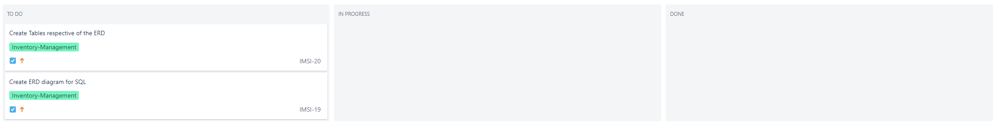 TO DO
Create Tables respective of the ERD
Inventory-Management
IMSI-20
Create ERD diagram for SQL
Inventory-Management
IMSI-19
IN PROGRESS
DONE